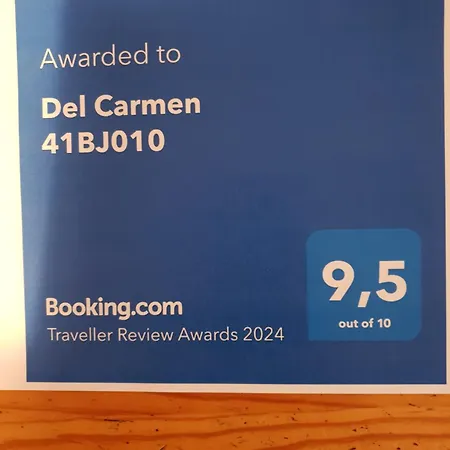 Awarded to
Del Carmen
41BJ010
9,5
out of 10
Booking.com
Traveller Review Awards 2024